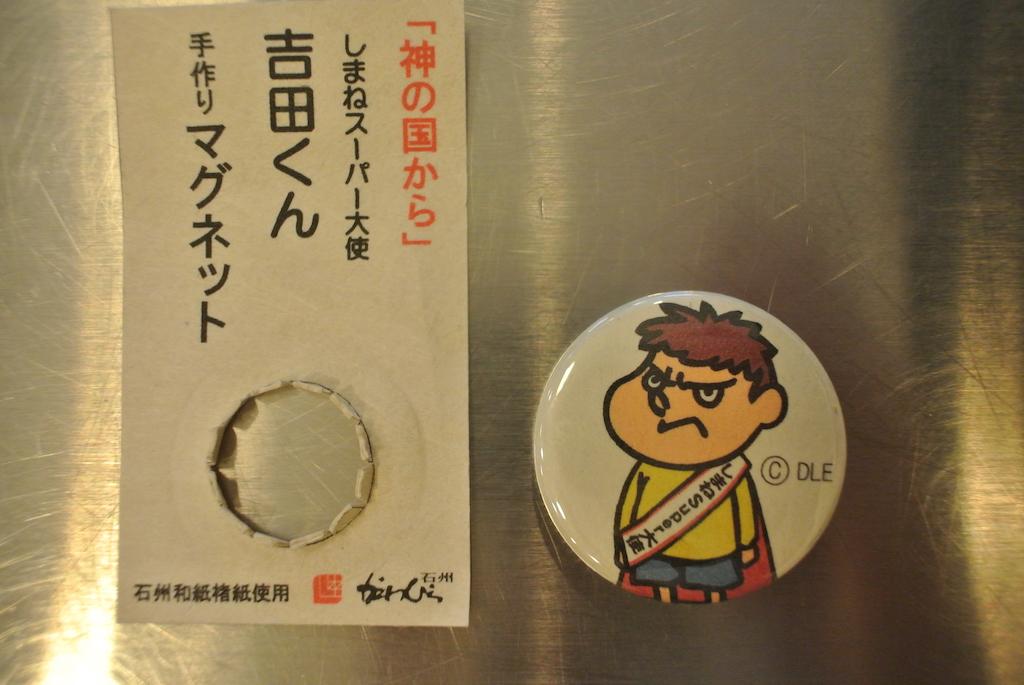 「神の国から」
しまねスーパー大使
吉田くん
手作りマグネット
石州和紙楮紙使用
石州
しまねSuper大使
© DLE